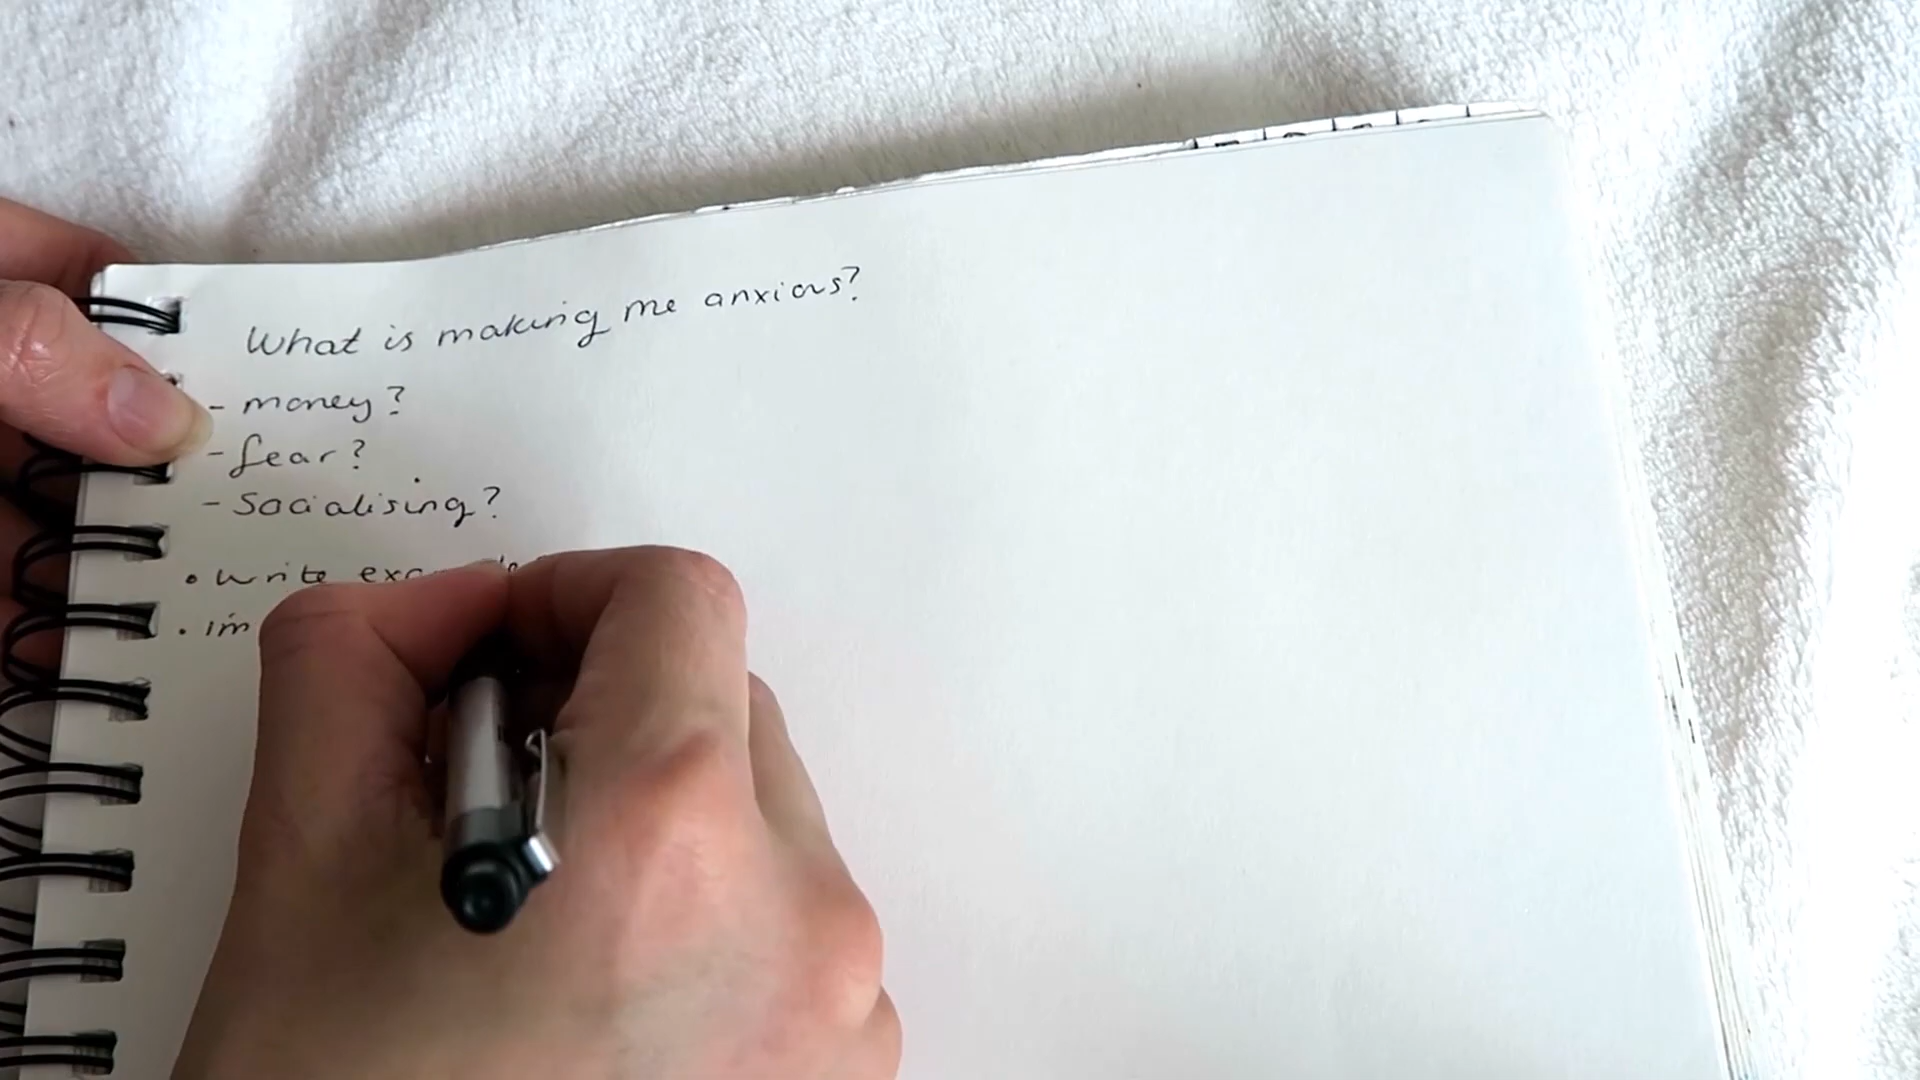 What is making me anxious?
- money?
- fear?
- Socialising?
• write
• im